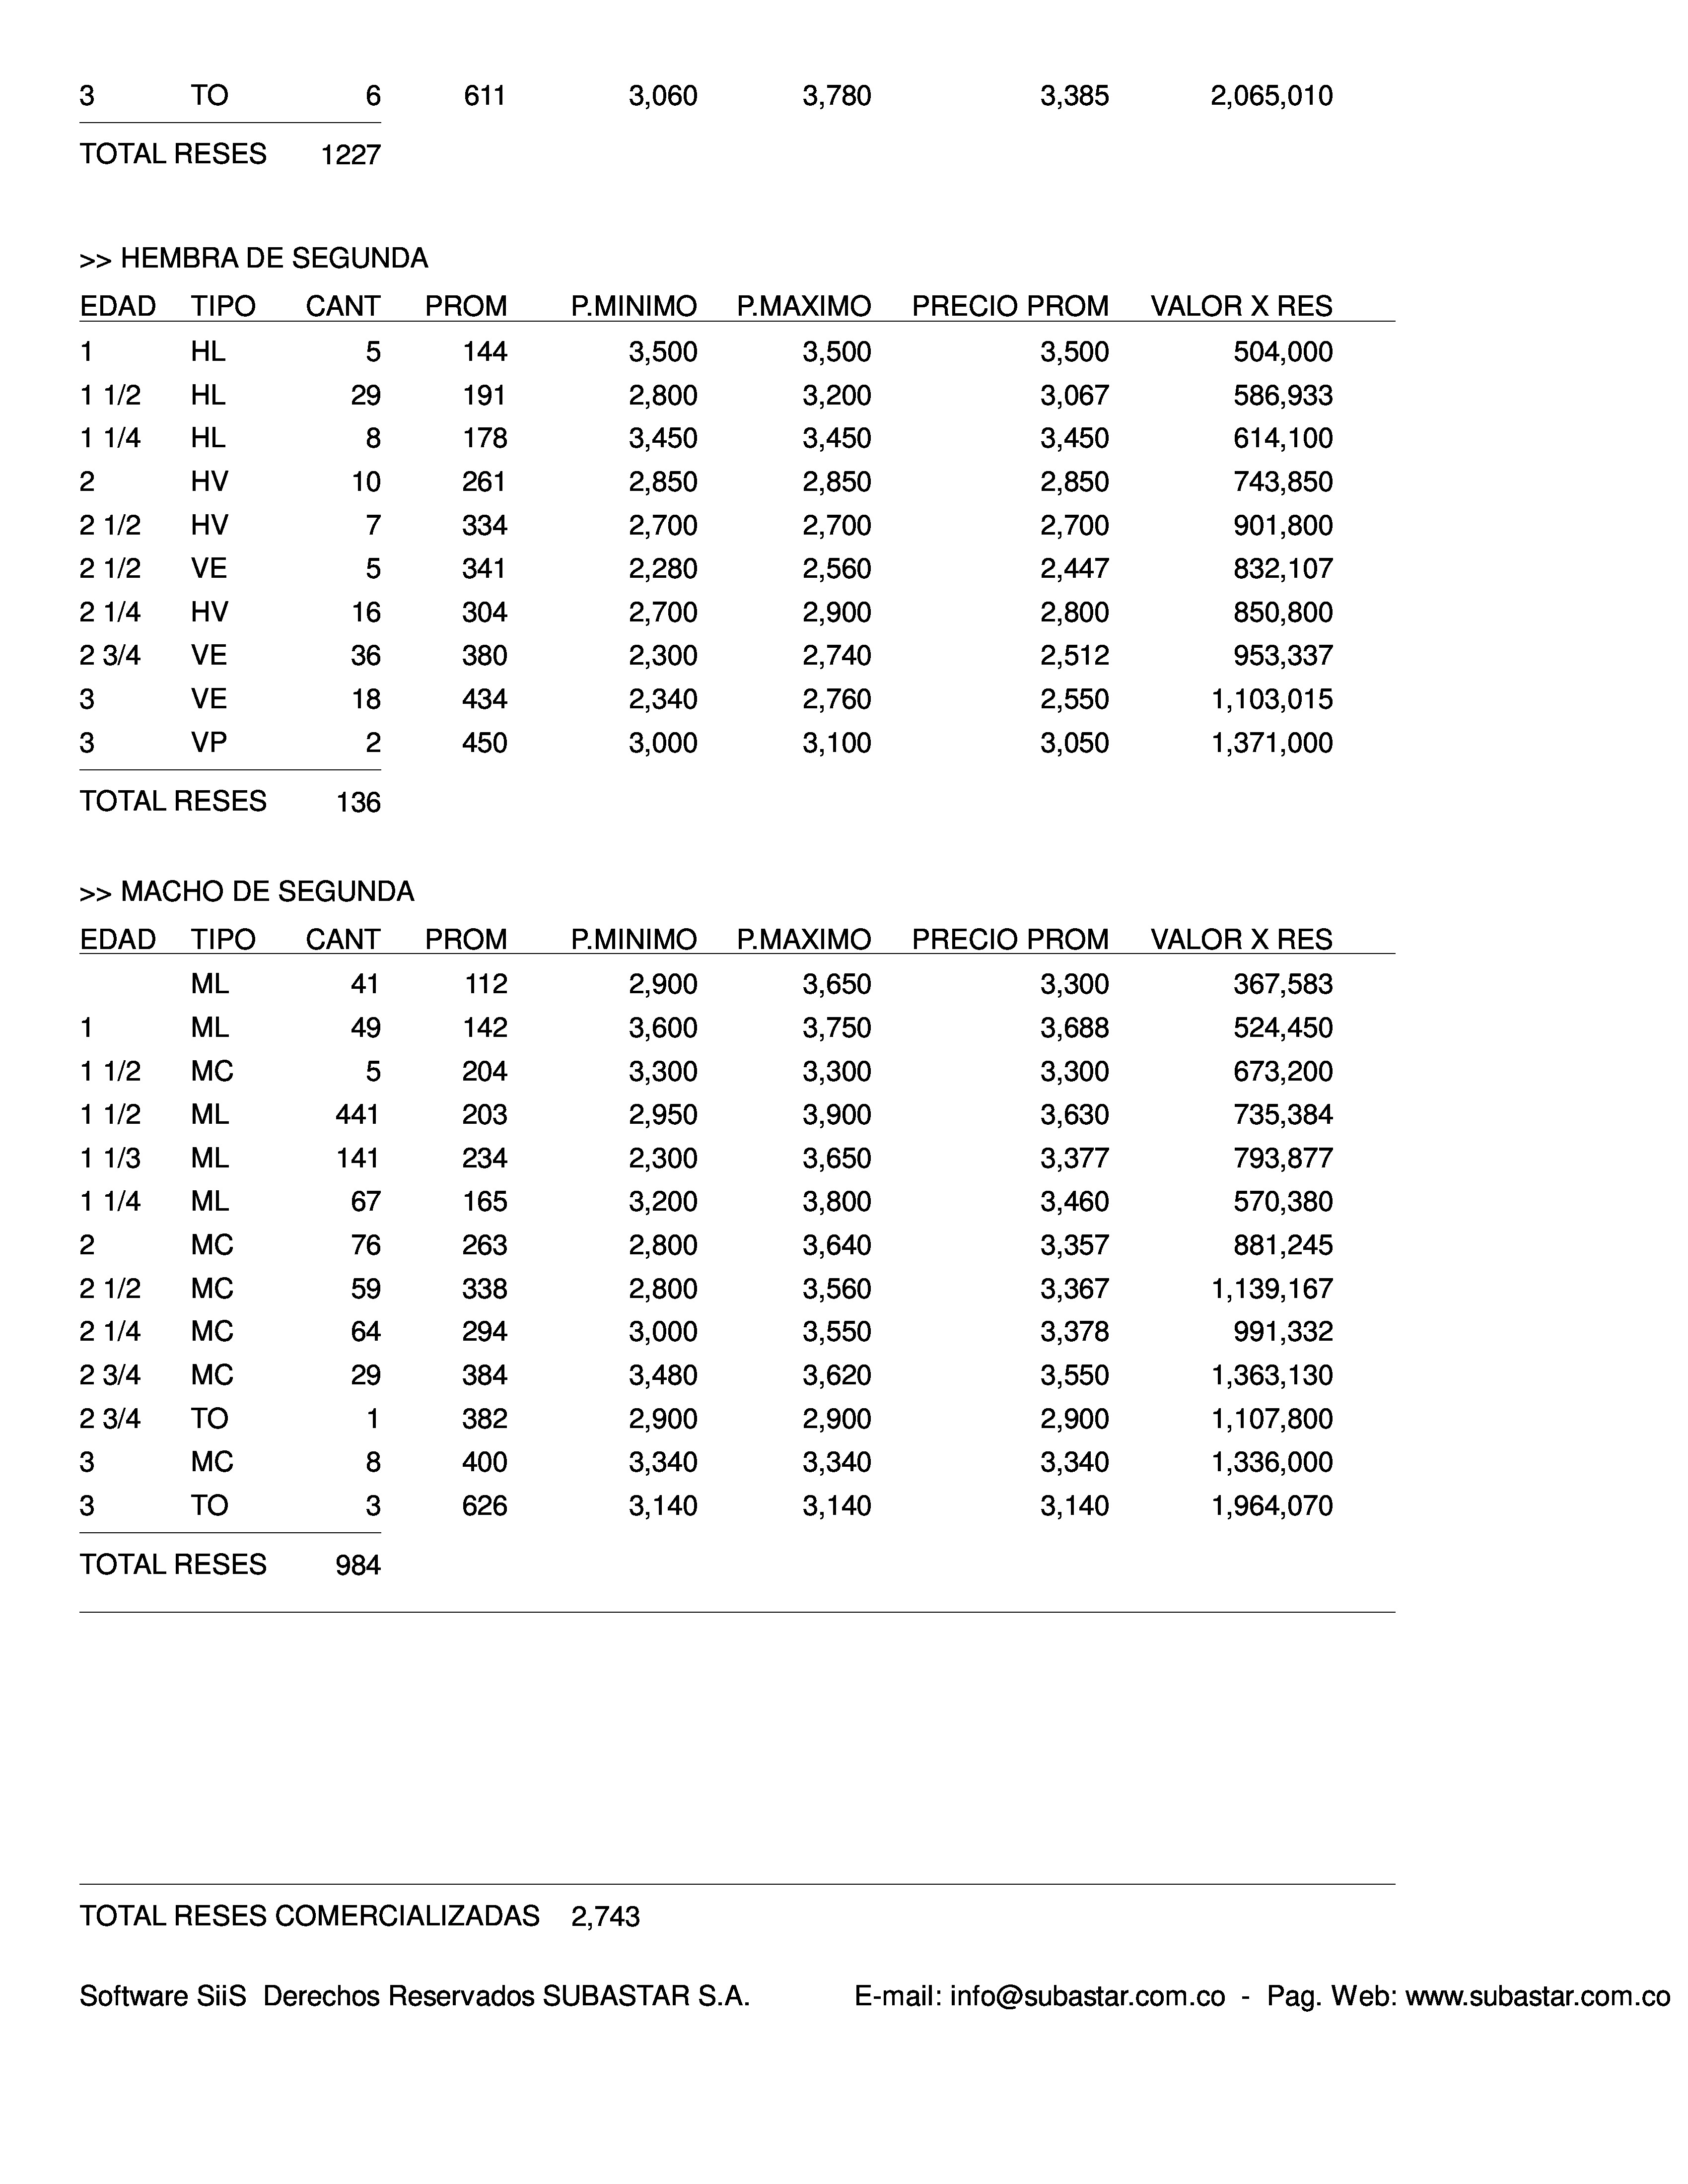 3 TO 6 611 3,060 3,780 3,385 2,065,010
TOTAL RESES 1227
>> HEMBRA DE SEGUNDA
EDAD TIPO CANT PROM P.MINIMO P.MAXIMO PRECIO PROM VALOR X RES
1 HL 5 144 3,500 3,500 3,500 504,000
1 1/2 HL 29 191 2,800 3,200 3,067 586,933
1 1/4 HL 8 178 3,450 3,450 3,450 614,100
2 HV 10 261 2,850 2,850 2,850 743,850
2 1/2 HV 7 334 2,700 2,700 2,700 901,800
2 1/2 VE 5 341 2,280 2,560 2,447 832,107
2 1/4 HV 16 304 2,700 2,900 2,800 850,800
2 3/4 VE 36 380 2,300 2,740 2,512 953,337
3 VE 18 434 2,340 2,760 2,550 1,103,015
3 VP 2 450 3,000 3,100 3,050 1,371,000
TOTAL RESES 136
>> MACHO DE SEGUNDA
EDAD TIPO CANT PROM P.MINIMO P.MAXIMO PRECIO PROM VALOR X RES
ML 41 112 2,900 3,650 3,300 367,583
1 ML 49 142 3,600 3,750 3,688 524,450
1 1/2 MC 5 204 3,300 3,300 3,300 673,200
1 1/2 ML 441 203 2,950 3,900 3,630 735,384
1 1/3 ML 141 234 2,300 3,650 3,377 793,877
1 1/4 ML 67 165 3,200 3,800 3,460 570,380
2 MC 76 263 2,800 3,640 3,357 881,245
2 1/2 MC 59 338 2,800 3,560 3,367 1,139,167
2 1/4 MC 64 294 3,000 3,550 3,378 991,332
2 3/4 MC 29 384 3,480 3,620 3,550 1,363,130
2 3/4 TO 1 382 2,900 2,900 2,900 1,107,800
3 MC 8 400 3,340 3,340 3,340 1,336,000
3 TO 3 626 3,140 3,140 3,140 1,964,070
TOTAL RESES 984
TOTAL RESES COMERCIALIZADAS 2,743
Software SiiS Derechos Reservados SUBASTAR S.A. E-mail: info@subastar.com.co - Pag. Web: www.subastar.com.co